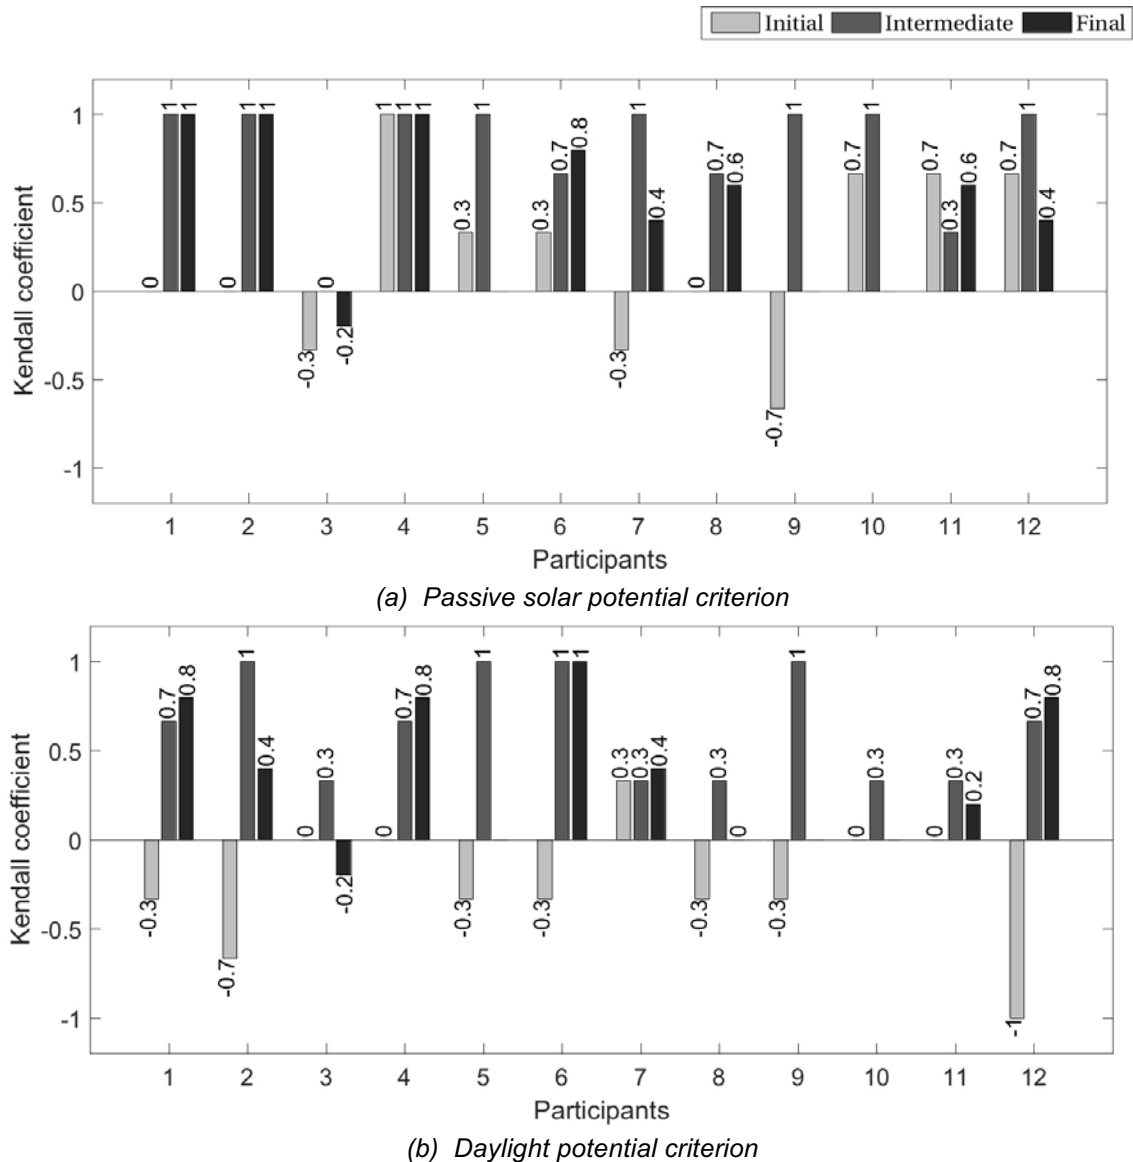 Initial Intermediate Final
1 1 1 1 1 1 1 1 1 1 1 1
0.8
0.7 0.7 0.7 0.7 0.7
0.6 0.6
0.4 0.4
0.3 0.3 0.3
0 0 0 0
-0.3 -0.2 -0.3
-0.7
1
0.5
0
-0.5
-1
Kendall coefficient
1 2 3 4 5 6 7 8 9 10 11 12
Participants
(a) Passive solar potential criterion
1 1 1 1 1
0.7 0.8 0.7 0.8 0.7 0.8
0.4 0.3 0.3 0.3 0.4 0.3 0.3 0.3 0.2
0 0 0 0 0
-0.3 -0.2 -0.3 -0.3 -0.3 -0.3
-0.7
-1
1
0.5
0
-0.5
-1
Kendall coefficient
1 2 3 4 5 6 7 8 9 10 11 12
Participants
(b) Daylight potential criterion